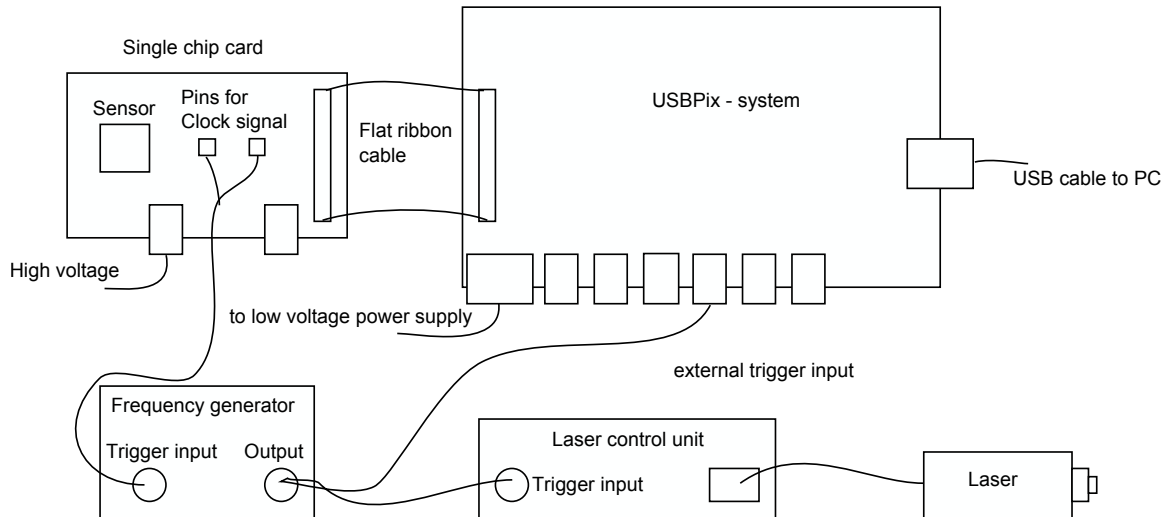 Single chip card
USBPix - system
Sensor
Pins for
Clock signal
Flat ribbon
cable
USB cable to PC
High voltage
to low voltage power supply
external trigger input
Frequency generator
Trigger input
Output
Laser control unit
Trigger input
Laser